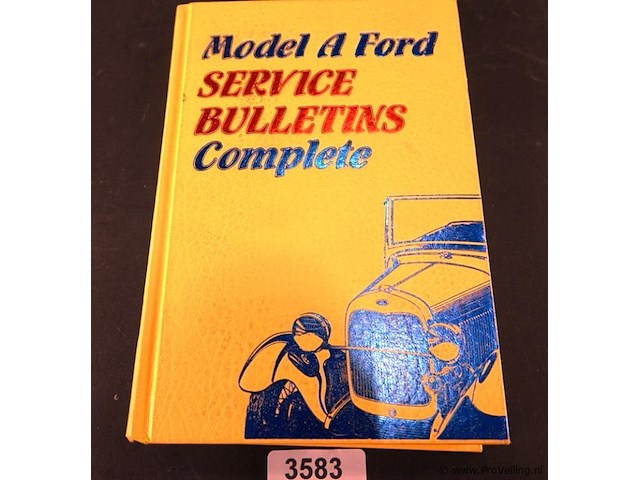 Model A Ford
SERVICE
BULLETINS
Complete
3583
© www.ProVeiling.nl